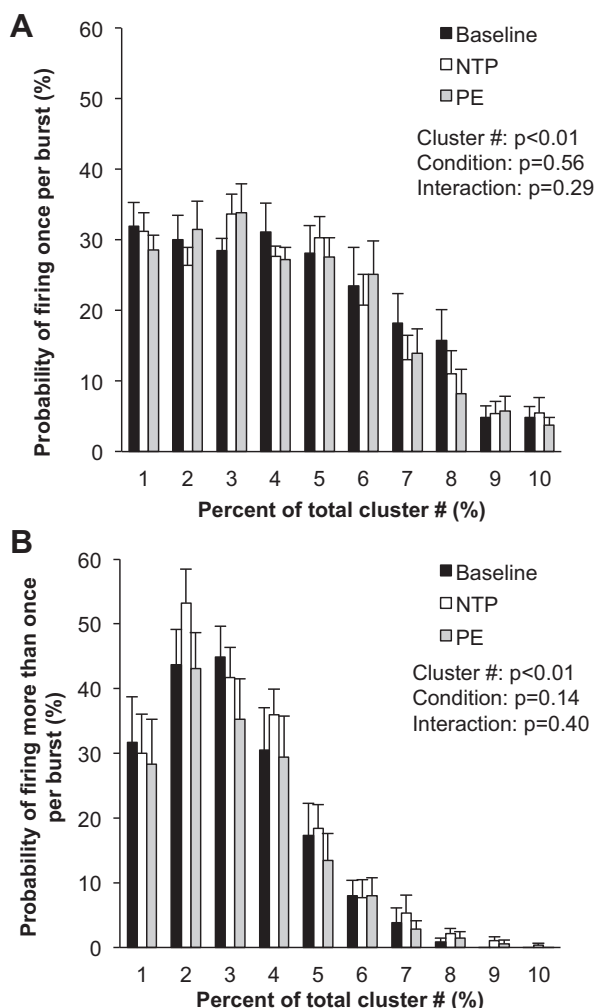 A
Probability of firing once per burst (%)
60
50
40
30
20
10
0
Baseline
NTP
PE
Cluster #: p<0.01
Condition: p=0.56
Interaction: p=0.29
1 2 3 4 5 6 7 8 9 10
Percent of total cluster # (%)
B
Probability of firing more than once
per burst (%)
60
50
40
30
20
10
0
Baseline
NTP
PE
Cluster #: p<0.01
Condition: p=0.14
Interaction: p=0.40
1 2 3 4 5 6 7 8 9 10
Percent of total cluster # (%)